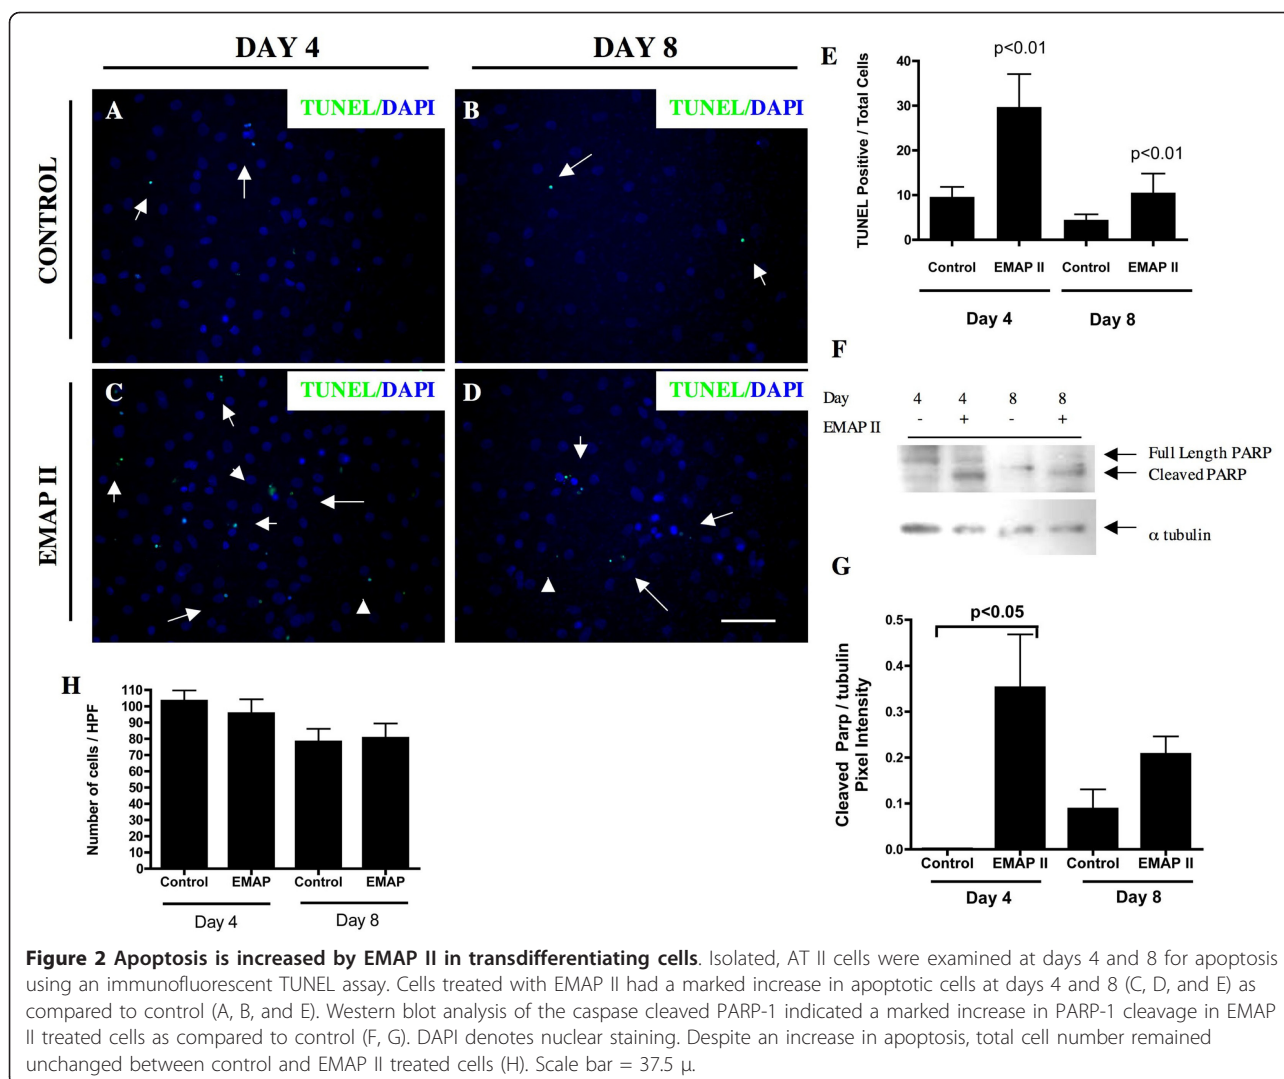 DAY 4
DAY 8
CONTROL
EMAP II
A
TUNEL/DAPI
B
TUNEL/DAPI
C
TUNEL/DAPI
D
TUNEL/DAPI
E
p<0.01
p<0.01
TUNEL Positive / Total Cells
40
30
20
10
0
Control EMAP II Control EMAP II
Day 4 Day 8
F
Day 4 4 8 8
EMAP II - + - +
Full Length PARP
Cleaved PARP
α tubulin
G
p<0.05
Cleaved Parp / tubulin
Pixel Intensity
0.5
0.4
0.3
0.2
0.1
0.0
Control EMAP II Control EMAP II
Day 4 Day 8
H
Number of cells / HPF
110
100
90
80
70
60
50
40
30
20
10
0
Control EMAP Control EMAP
Day 4 Day 8
Figure 2 Apoptosis is increased by EMAP II in transdifferentiating cells. Isolated, AT II cells were examined at days 4 and 8 for apoptosis
using an immunofluorescent TUNEL assay. Cells treated with EMAP II had a marked increase in apoptotic cells at days 4 and 8 (C, D, and E) as
compared to control (A, B, and E). Western blot analysis of the caspase cleaved PARP-1 indicated a marked increase in PARP-1 cleavage in EMAP
II treated cells as compared to control (F, G). DAPI denotes nuclear staining. Despite an increase in apoptosis, total cell number remained
unchanged between control and EMAP II treated cells (H). Scale bar = 37.5 μ.